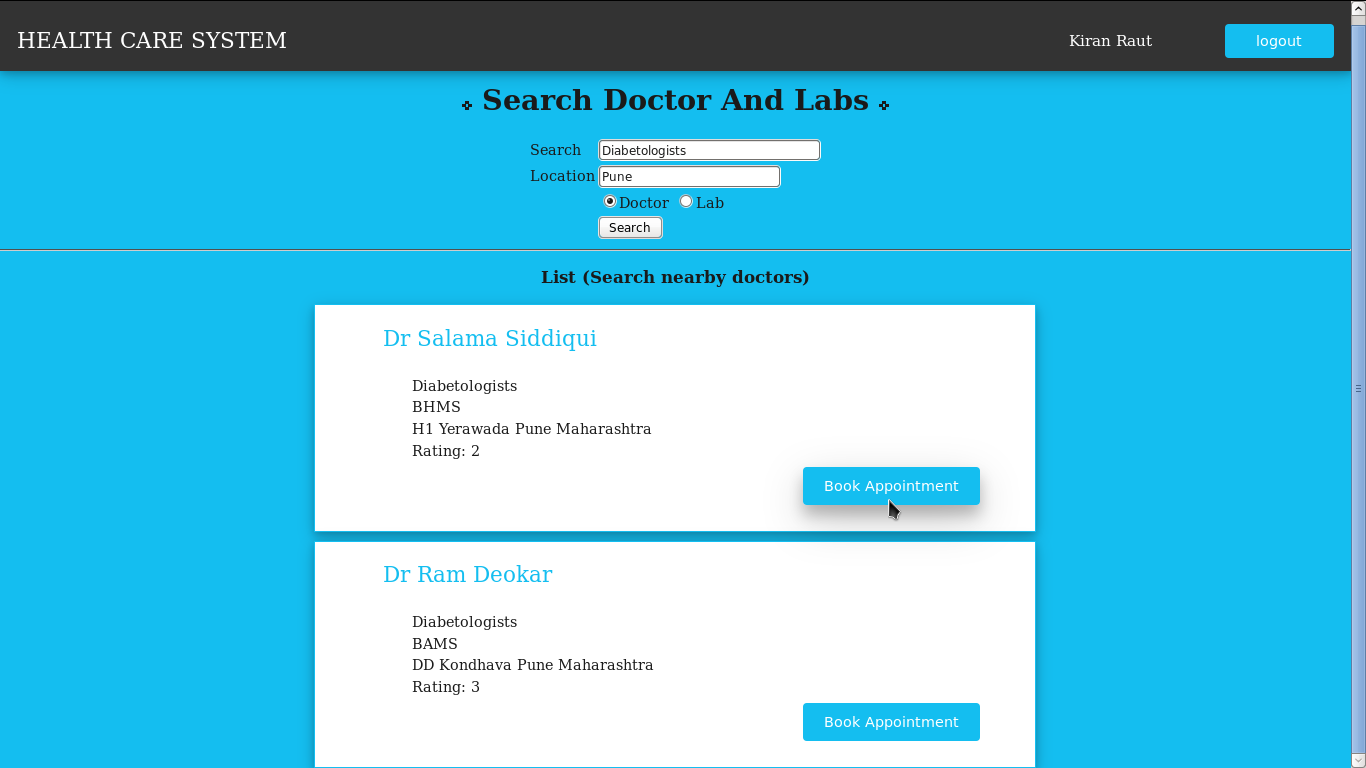 HEALTH CARE SYSTEM
Kiran Raut
logout
Search Doctor And Labs
Search Diabetologists
Location Pune
Doctor Lab
Search
List (Search nearby doctors)
Dr Salama Siddiqui
Diabetologists
BHMS
H1 Yerawada Pune Maharashtra
Rating: 2
Book Appointment
Dr Ram Deokar
Diabetologists
BAMS
DD Kondhava Pune Maharashtra
Rating: 3
Book Appointment